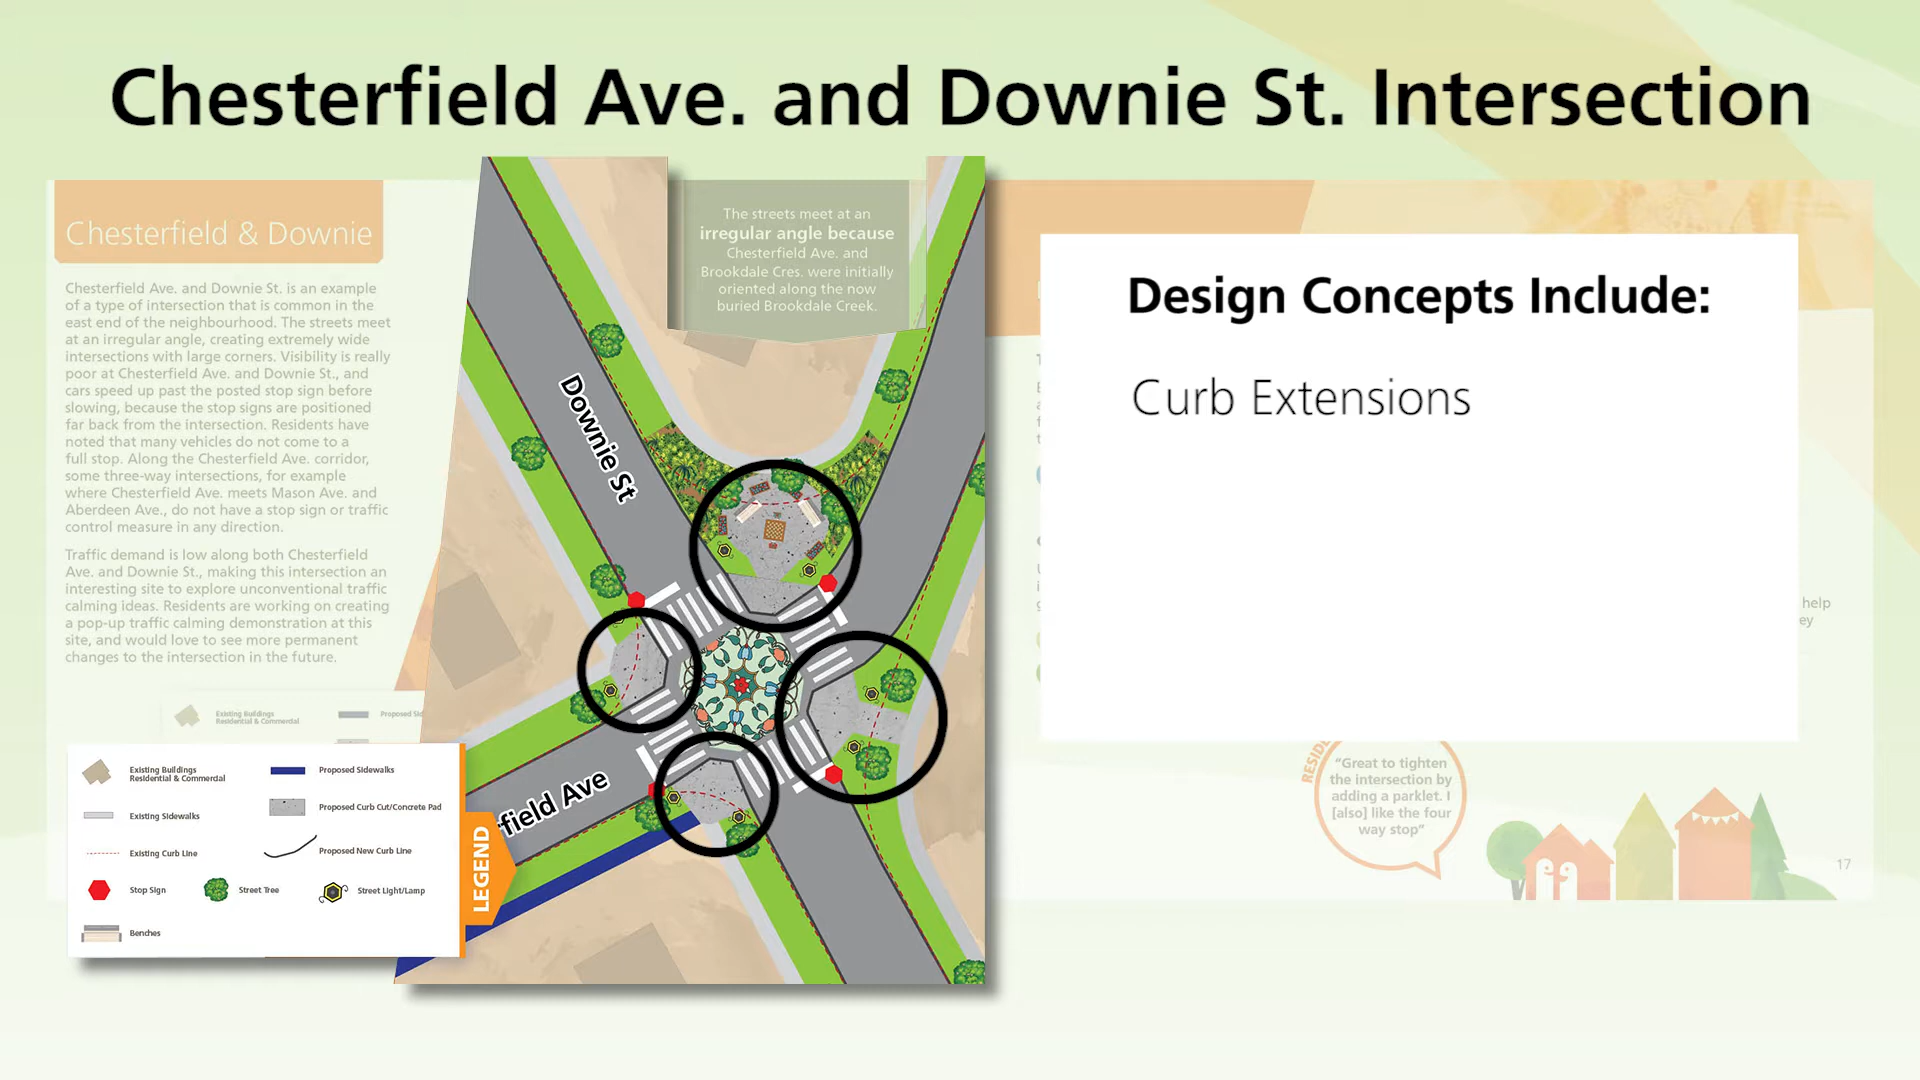 Chesterfield Ave. and Downie St. Intersection
Chesterfield & Downie
Chesterfield Ave. and Downie St. is an example
of a type of intersection that is common in the
east end of the neighbourhood. The streets meet
at an irregular angle, creating extremely wide
intersections with large corners. Visibility is really
poor at Chesterfield Ave. and Downie St., and
cars speed up past the posted stop sign before
slowing, because the stop signs are positioned
far back from the intersection. Residents have
noted that many vehicles do not come to a
full stop. Along the Chesterfield Ave. corridor,
some three-way intersections, for example
where Chesterfield Ave. meets Mason Ave. and
Aberdeen Ave., do not have a stop sign or traffic
control measure in any direction.
Traffic demand is low along both Chesterfield
Ave. and Downie St., making this intersection an
interesting site to explore unconventional traffic
calming ideas. Residents are working on creating
a pop-up traffic calming demonstration at this
site, and would love to see more permanent
changes to the intersection in the future.
Existing Buildings
Residential & Commercial
Proposed Sid
The streets meet at an
irregular angle because
Chesterfield Ave. and
Brookdale Cres. were initially
oriented along the now
buried Brookdale Creek.
Downie St
rfield Ave
LEGEND
Existing Buildings
Residential & Commercial
Proposed Sidewalks
Existing Sidewalks
Proposed Curb Cut/Concrete Pad
Existing Curb Line
Proposed New Curb Line
Stop Sign
Street Tree
Street Light/Lamp
Benches
Design Concepts Include:
Curb Extensions
help
ey
RESID
"Great to tighten
the intersection by
adding a parklet. I
[also] like the four
way stop"
17